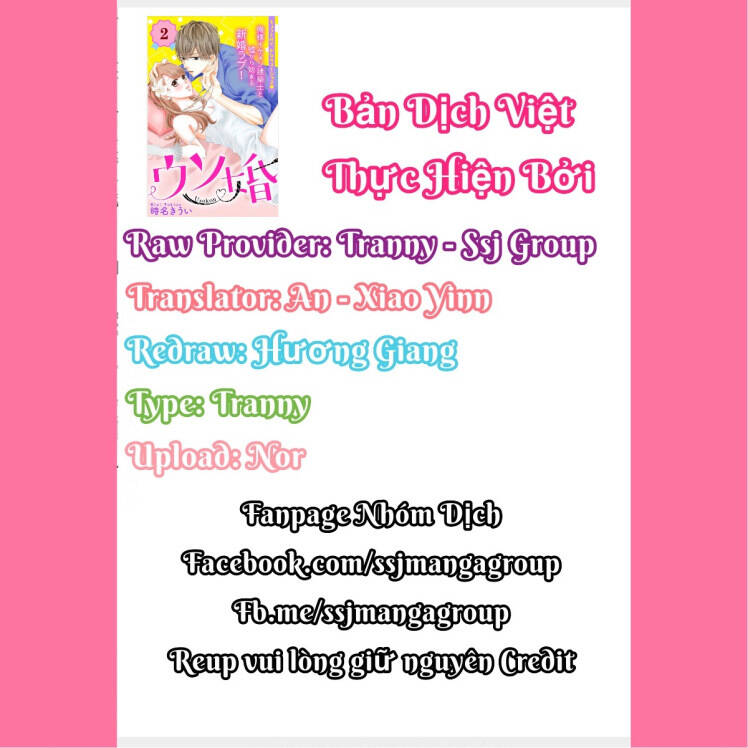 2
新婚ラブ!
ウソ婚
Usokon
時名きうい
Bản Dịch Việt
Thực Hiện Bởi
Raw Provider: Tranny - Ssj Group
Translator: An - Xiao Yinn
Redraw: Hương Giang
Type: Tranny
Upload: Nor
Fanpage Nhóm Dịch
Facebook.com/ssjmangagroup
Fb.me/ssjmangagroup
Reup vui lòng giữ nguyên Credit